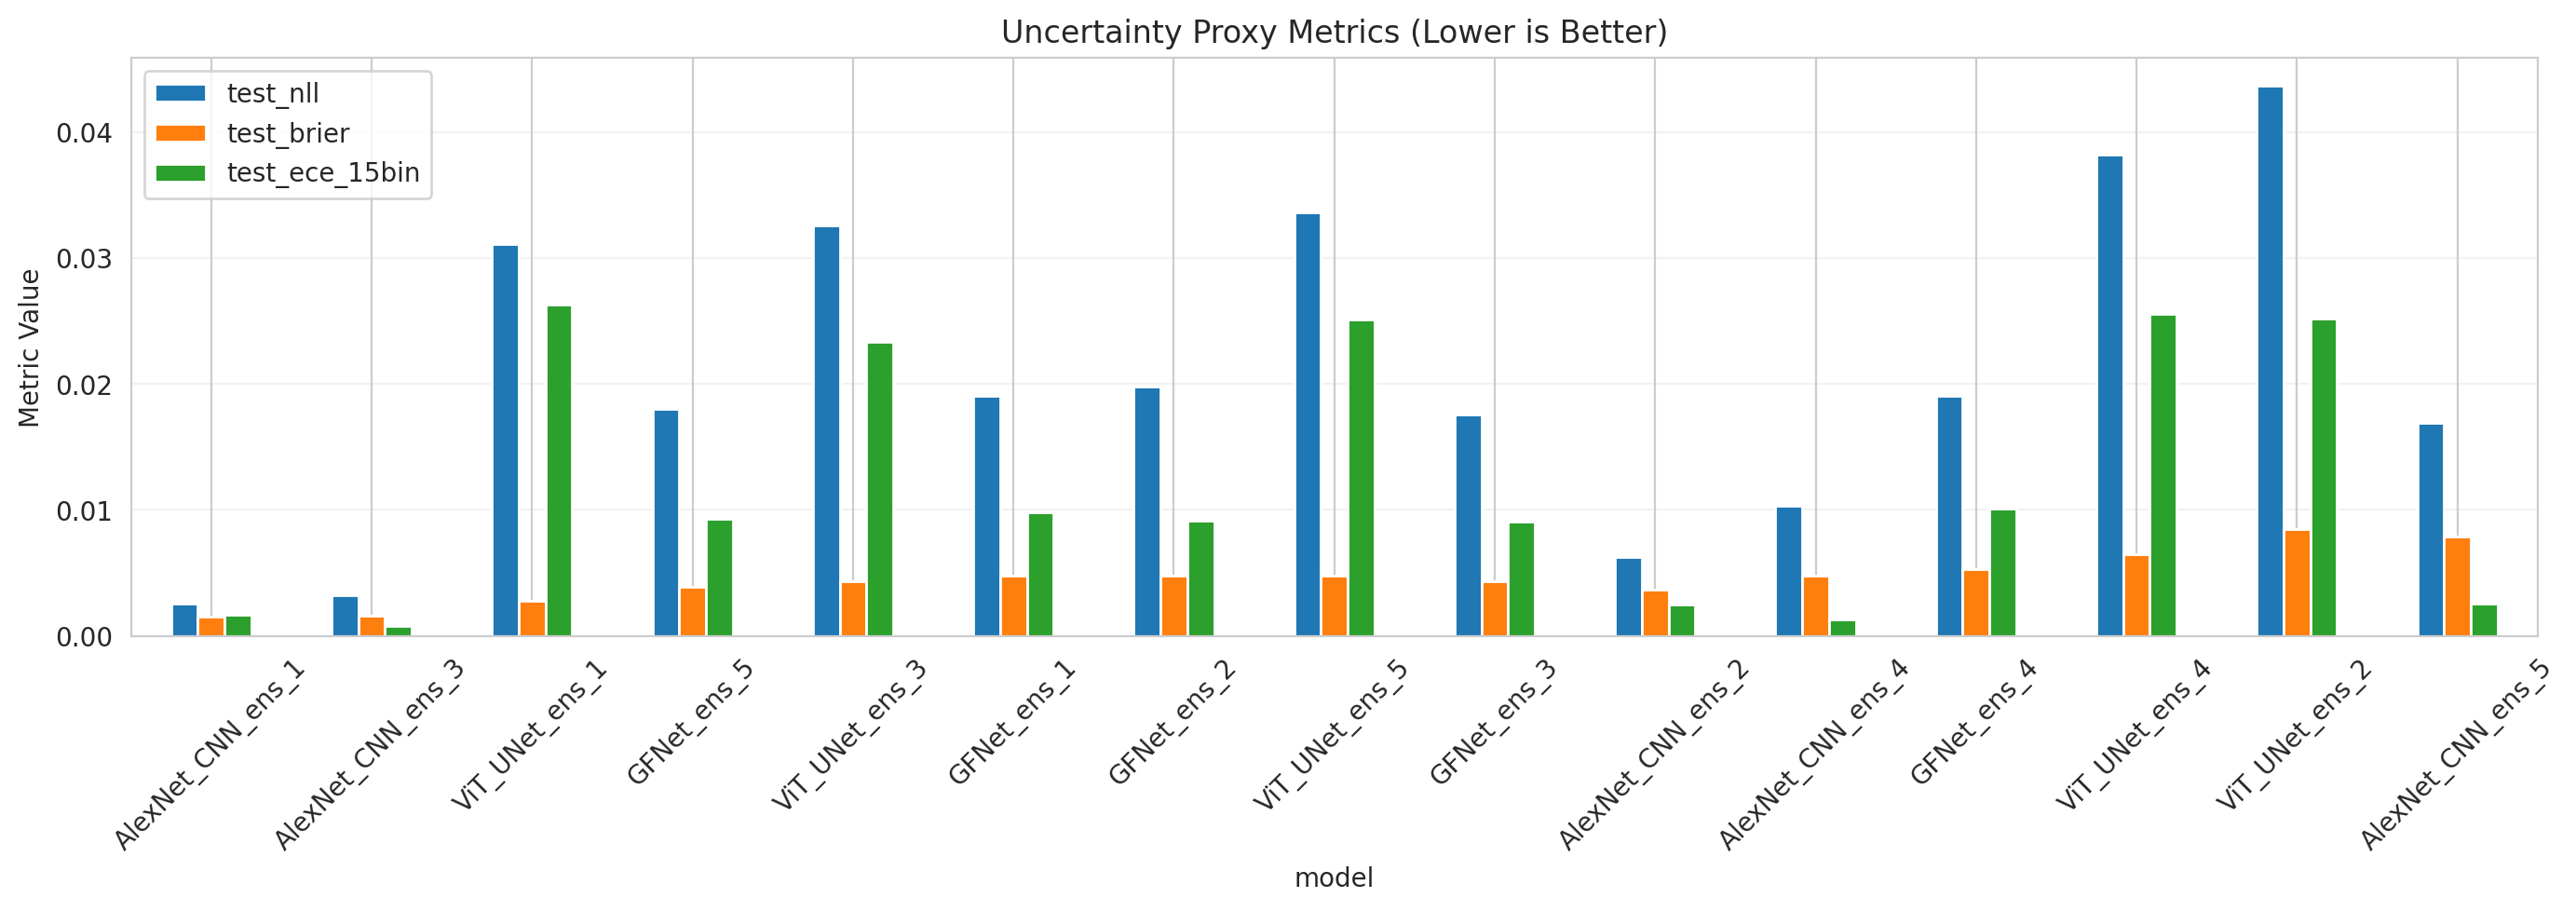 Uncertainty Proxy Metrics (Lower is Better)
test_nll
test_brier
test_ece_15bin
Metric Value
0.04
0.03
0.02
0.01
0.00
AlexNet_CNN_ens_1
AlexNet_CNN_ens_3
ViT_UNet_ens_1
GFNet_ens_5
ViT_UNet_ens_3
GFNet_ens_1
GFNet_ens_2
ViT_UNet_ens_5
GFNet_ens_3
AlexNet_CNN_ens_2
AlexNet_CNN_ens_4
GFNet_ens_4
ViT_UNet_ens_4
ViT_UNet_ens_2
AlexNet_CNN_ens_5
model